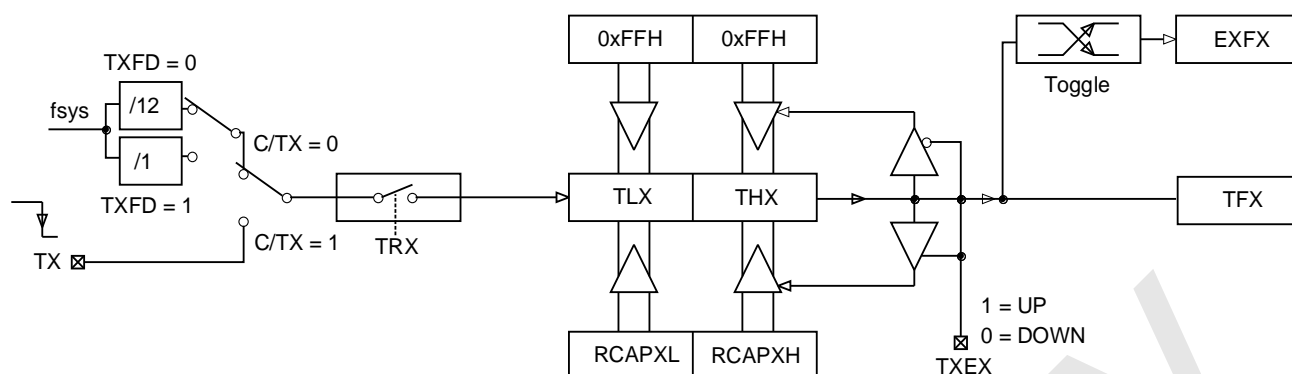 0xFFH
0xFFH
EXFX
Toggle
TXFD = 0
fsys
/12
C/TX = 0
/1
TXFD = 1
TLX
THX
TFX
C/TX = 1
TRX
TX
1 = UP
0 = DOWN
RCAPXL
RCAPXH
TXEX